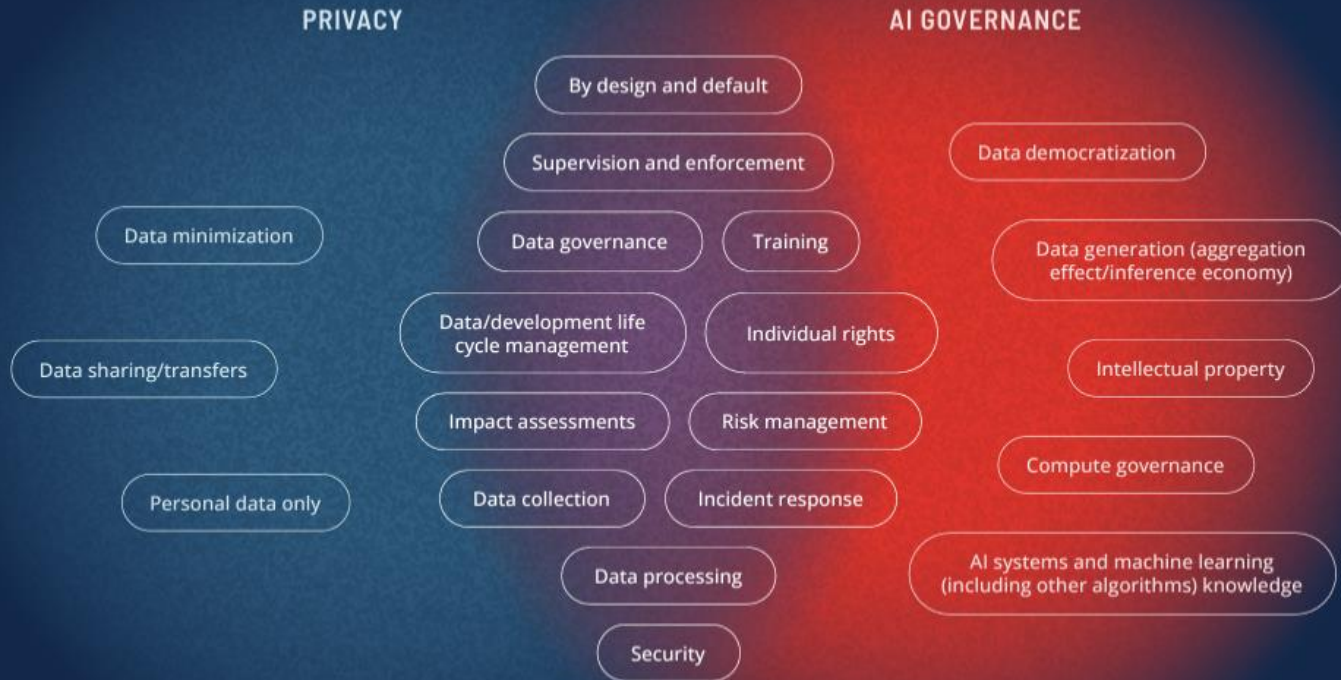 PRIVACY
AI GOVERNANCE
By design and default
Supervision and enforcement
Data democratization
Data minimization
Data governance
Training
Data generation (aggregation
effect/inference economy)
Data/development life
cycle management
Individual rights
Data sharing/transfers
Intellectual property
Impact assessments
Risk management
Compute governance
Personal data only
Data collection
Incident response
Data processing
AI systems and machine learning
(including other algorithms) knowledge
Security